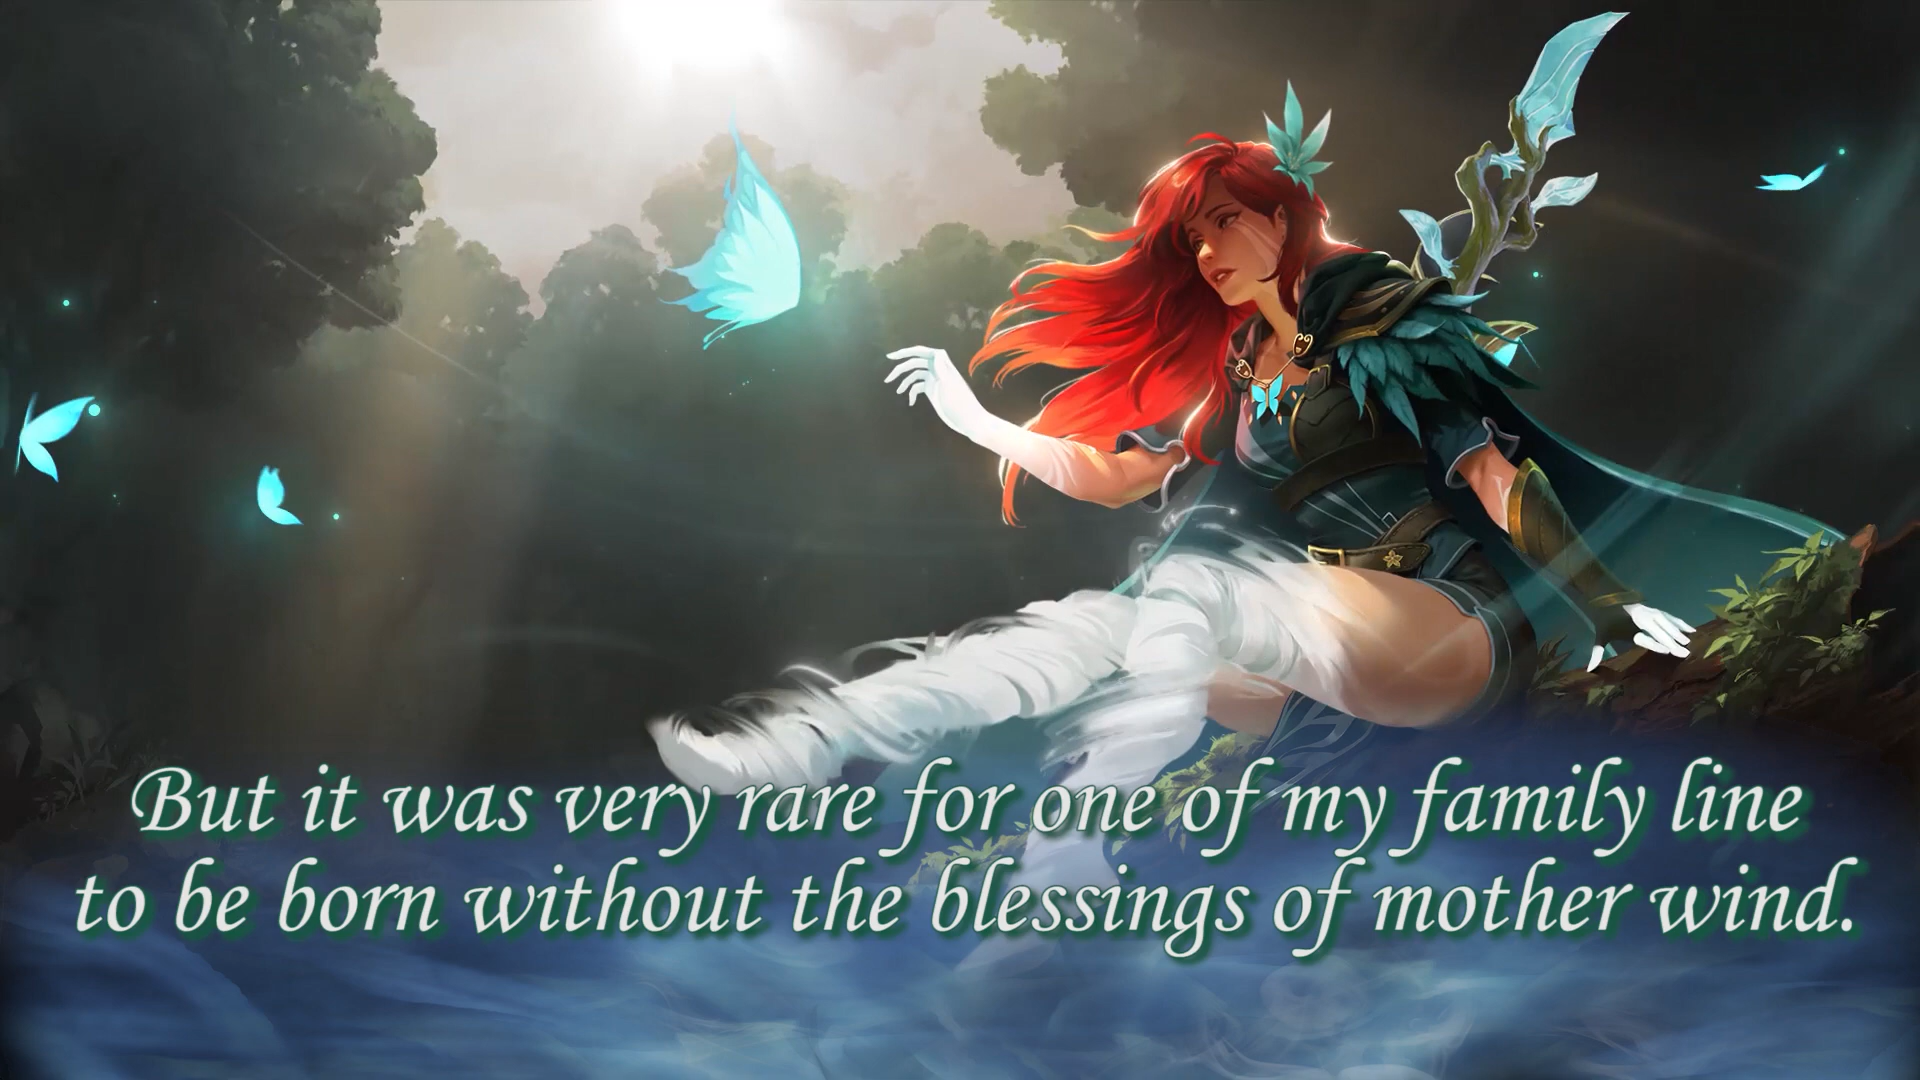 But it was very rare for one of my family line
to be born without the blessings of mother wind.